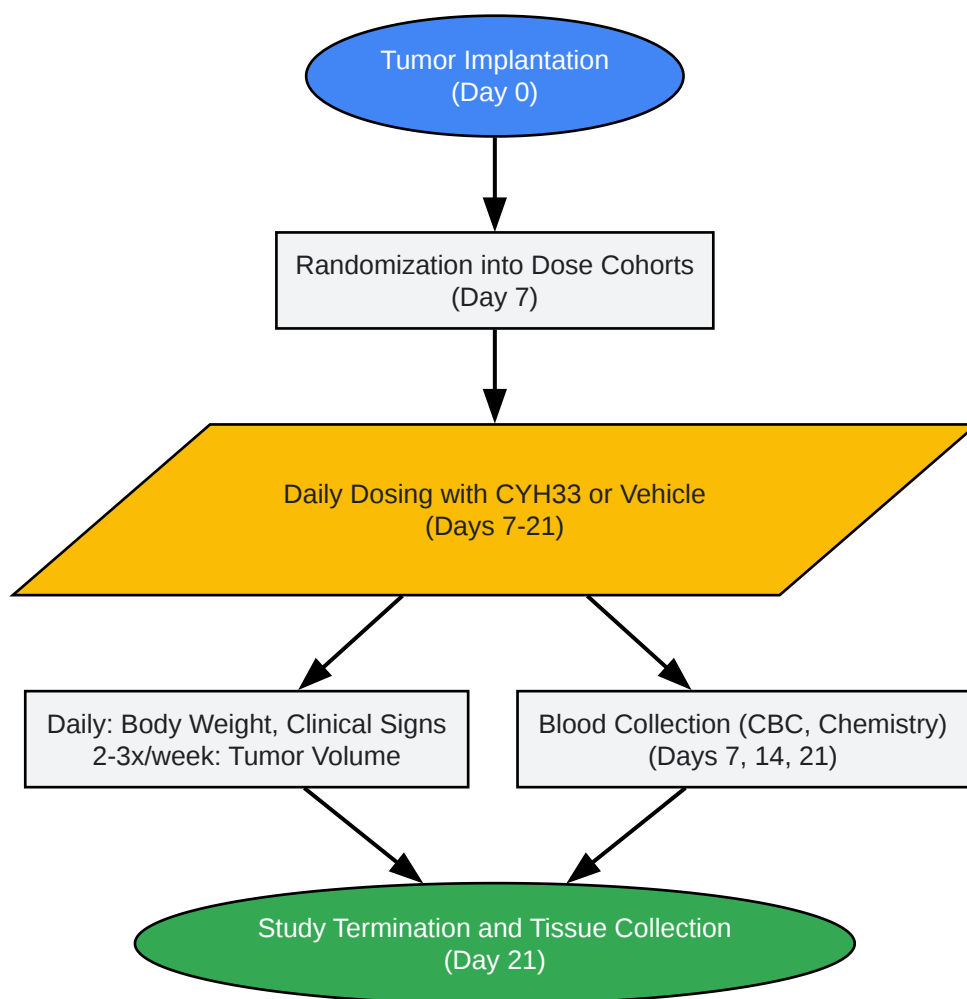 Tumor Implantation
(Day 0)
Randomization into Dose Cohorts
(Day 7)
Daily Dosing with CYH33 or Vehicle
(Days 7-21)
Daily: Body Weight, Clinical Signs
2-3x/week: Tumor Volume
Blood Collection (CBC, Chemistry)
(Days 7, 14, 21)
Study Termination and Tissue Collection
(Day 21)